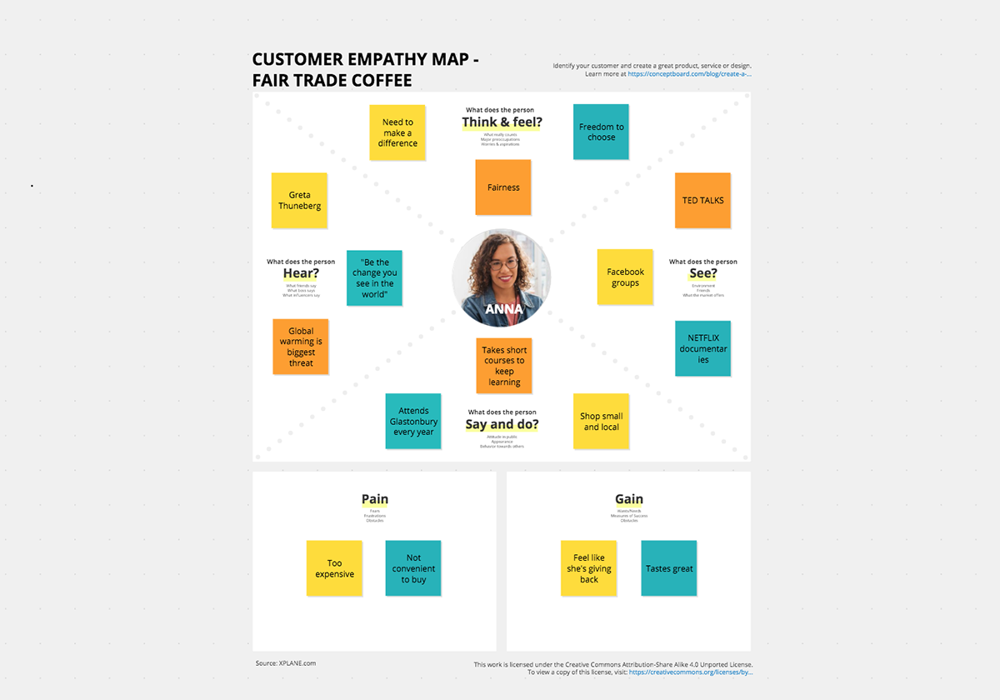 CUSTOMER EMPATHY MAP -
FAIR TRADE COFFEE
Identify your customer and create a great product, service or design.
Learn more at https://conceptboard.com/blog/create-a-...
Need to
make a
difference
What does the person
Think & feel?
What really counts
Major preoccupations
Worries & aspirations
Freedom to
choose
Fairness
Greta
Thuneberg
TED TALKS
What does the person
Hear?
What friends say
What boss says
What influencers say
"Be the
change you
see in the
world"
ANNA
Facebook
groups
What does the person
See?
Environment
Friends
What the market offers
Global
warming is
biggest
threat
Takes short
courses to
keep
learning
NETFLIX
documentar
ies
Attends
Glastonbury
every year
What does the person
Say and do?
Attitude in public
Appearance
Behavior towards others
Shop small
and local
Pain
Fears
Frustrations
Obstacles
Too
expensive
Not
convenient
to buy
Gain
Wants/Needs
Measures of Success
Obstacles
Feel like
she's giving
back
Tastes great
Source: XPLANE.com
This work is licensed under the Creative Commons Attribution-Share Alike 4.0 Unported License.
To view a copy of this license, visit: https://creativecommons.org/licenses/by...